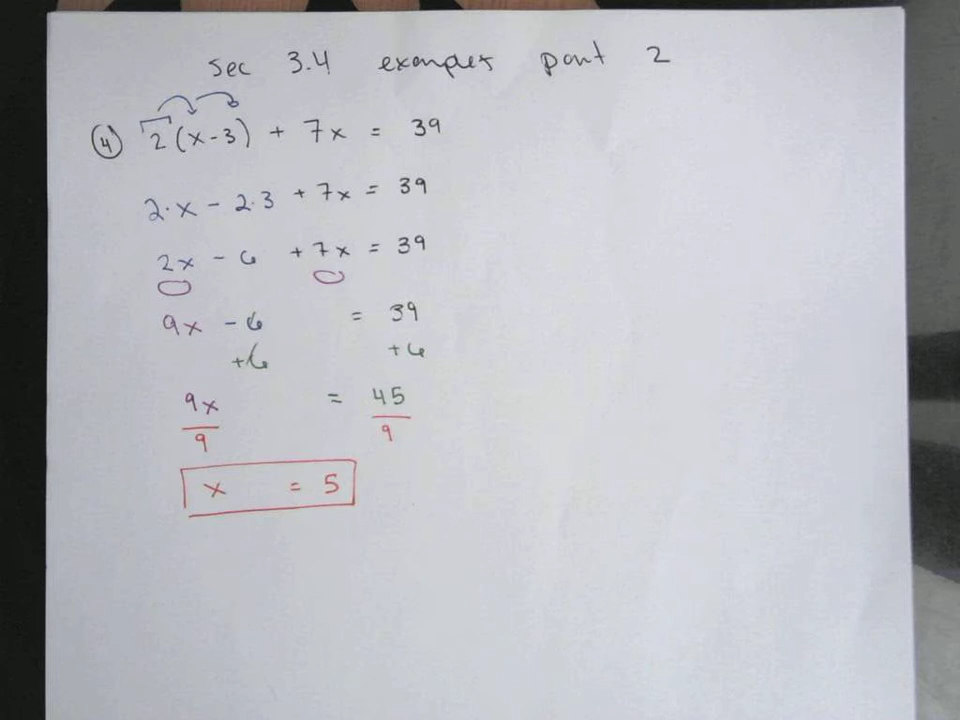 Sec 3.4 examples part 2
④ 2(x-3) + 7x = 39
2·x - 2·3 + 7x = 39
2x - 6 + 7x = 39
9x - 6 = 39
+6 +6
9x = 45
9 9
x = 5